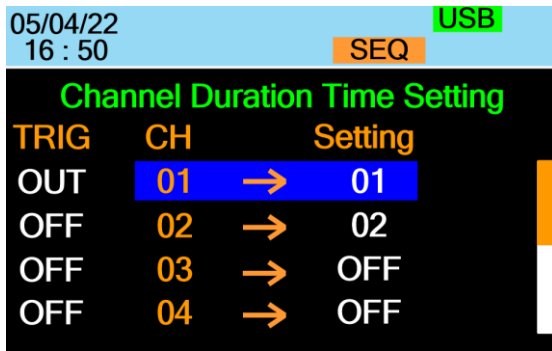 05/04/22 USB
16 : 50 SEQ
Channel Duration Time Setting
TRIG CH Setting
OUT 01 → 01
OFF 02 → 02
OFF 03 → OFF
OFF 04 → OFF